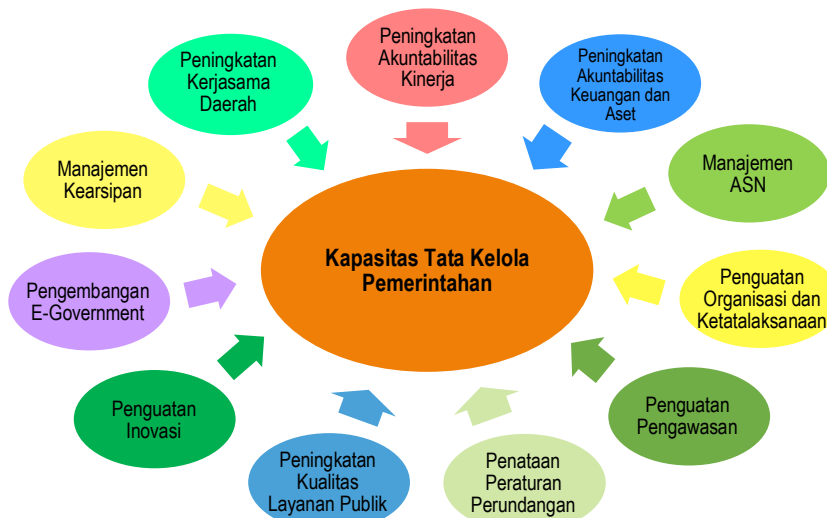 Peningkatan
Akuntabilitas
Kinerja
Peningkatan
Akuntabilitas
Keuangan dan
Aset
Manajemen
ASN
Penguatan
Organisasi dan
Ketatalaksanaan
Penguatan
Pengawasan
Penataan
Peraturan
Perundangan
Peningkatan
Kualitas
Layanan Publik
Penguatan
Inovasi
Pengembangan
E-Government
Manajemen
Kearsipan
Peningkatan
Kerjasama
Daerah
Kapasitas Tata Kelola
Pemerintahan